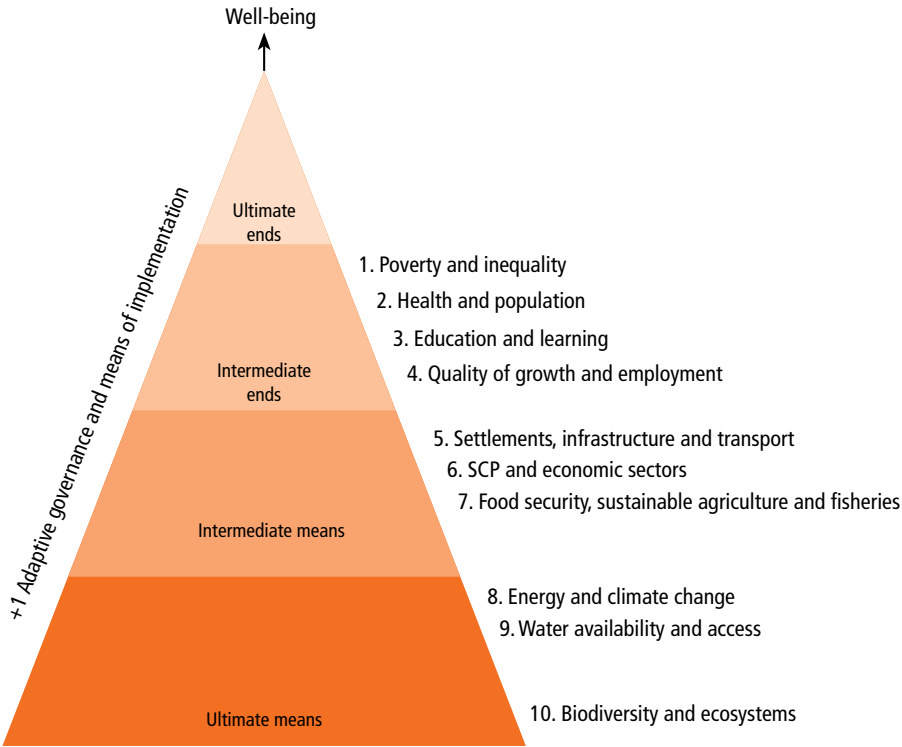 Well-being
+1 Adaptive governance and means of implementation
Ultimate
ends
1. Poverty and inequality
2. Health and population
3. Education and learning
Intermediate
ends
4. Quality of growth and employment
5. Settlements, infrastructure and transport
6. SCP and economic sectors
7. Food security, sustainable agriculture and fisheries
Intermediate means
8. Energy and climate change
9. Water availability and access
Ultimate means
10. Biodiversity and ecosystems